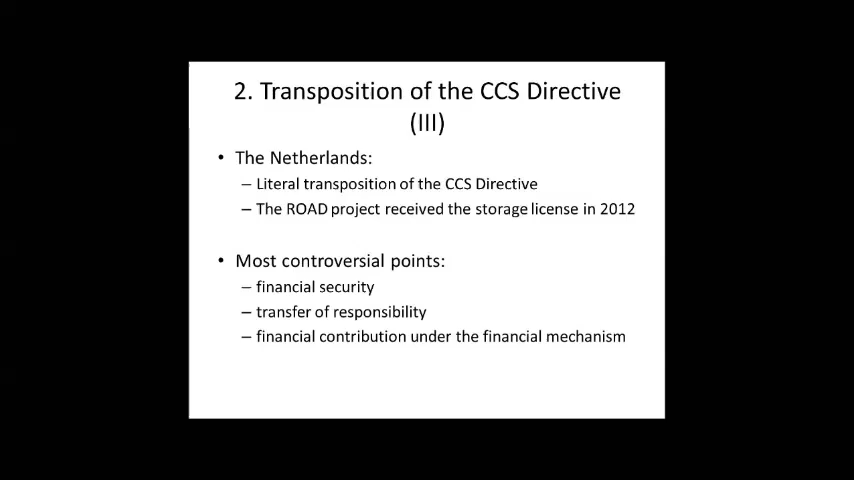 2. Transposition of the CCS Directive
(III)
• The Netherlands:
– Literal transposition of the CCS Directive
– The ROAD project received the storage license in 2012
• Most controversial points:
– financial security
– transfer of responsibility
– financial contribution under the financial mechanism